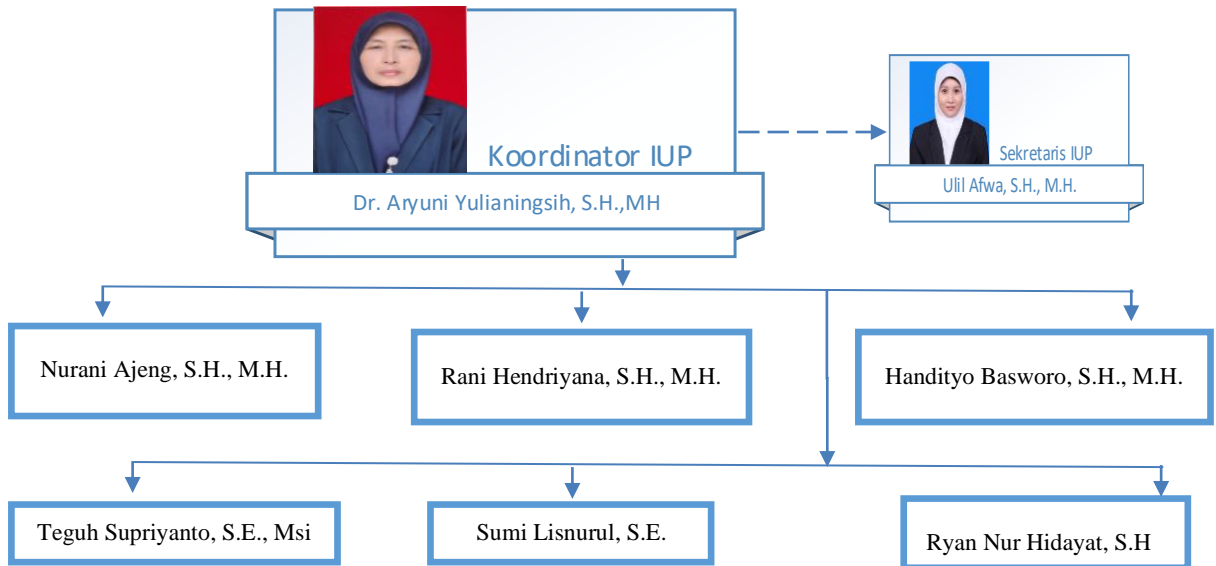 Koordinator IUP
Dr. Aryuni Yulianingsih, S.H.,MH
Sekretaris IUP
Ulil Afwa, S.H., M.H.
Nurani Ajeng, S.H., M.H.
Rani Hendriyana, S.H., M.H.
Handityo Basworo, S.H., M.H.
Teguh Supriyanto, S.E., Msi
Sumi Lisnurul, S.E.
Ryan Nur Hidayat, S.H